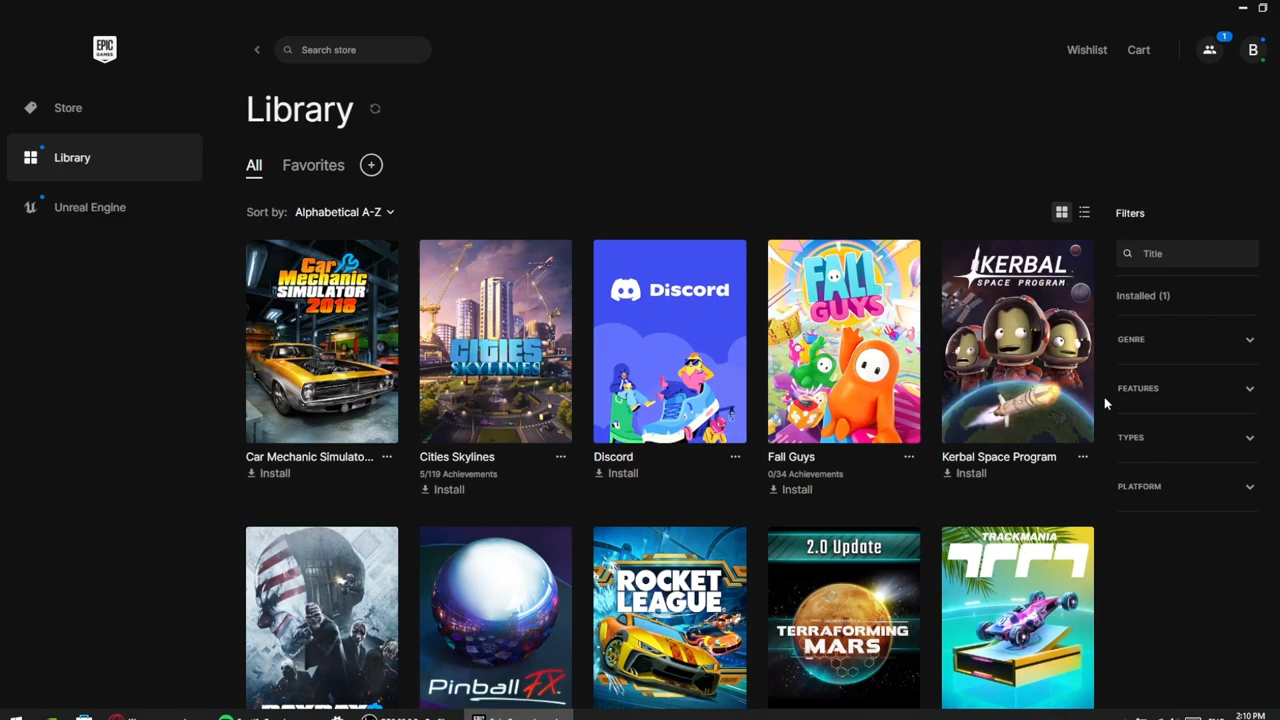 EPIC
GAMES
Search store
Wishlist
Cart
1
B
Store
Library
Unreal Engine
Library
All
Favorites
+
Sort by: Alphabetical A-Z
Filters
Title
Installed (1)
GENRE
FEATURES
TYPES
PLATFORM
Car
Mechanic
SIMULATOR
2018
CITIES
SKYLINES
Discord
FALL
GUYS
KERBAL
SPACE PROGRAM
Car Mechanic Simulato...
Install
Cities Skylines
5/119 Achievements
Install
Discord
Install
Fall Guys
0/34 Achievements
Install
Kerbal Space Program
Install
Pinball FX
ROCKET
LEAGUE
2.0 Update
TERRAFORMING
MARS
TRACKMANIA
2:10 PM